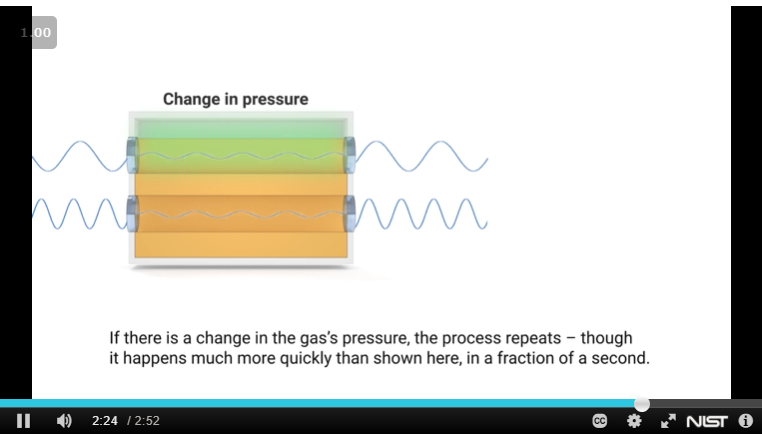 1.00
Change in pressure
If there is a change in the gas's pressure, the process repeats – though
it happens much more quickly than shown here, in a fraction of a second.
2:24 / 2:52 CC NIST i